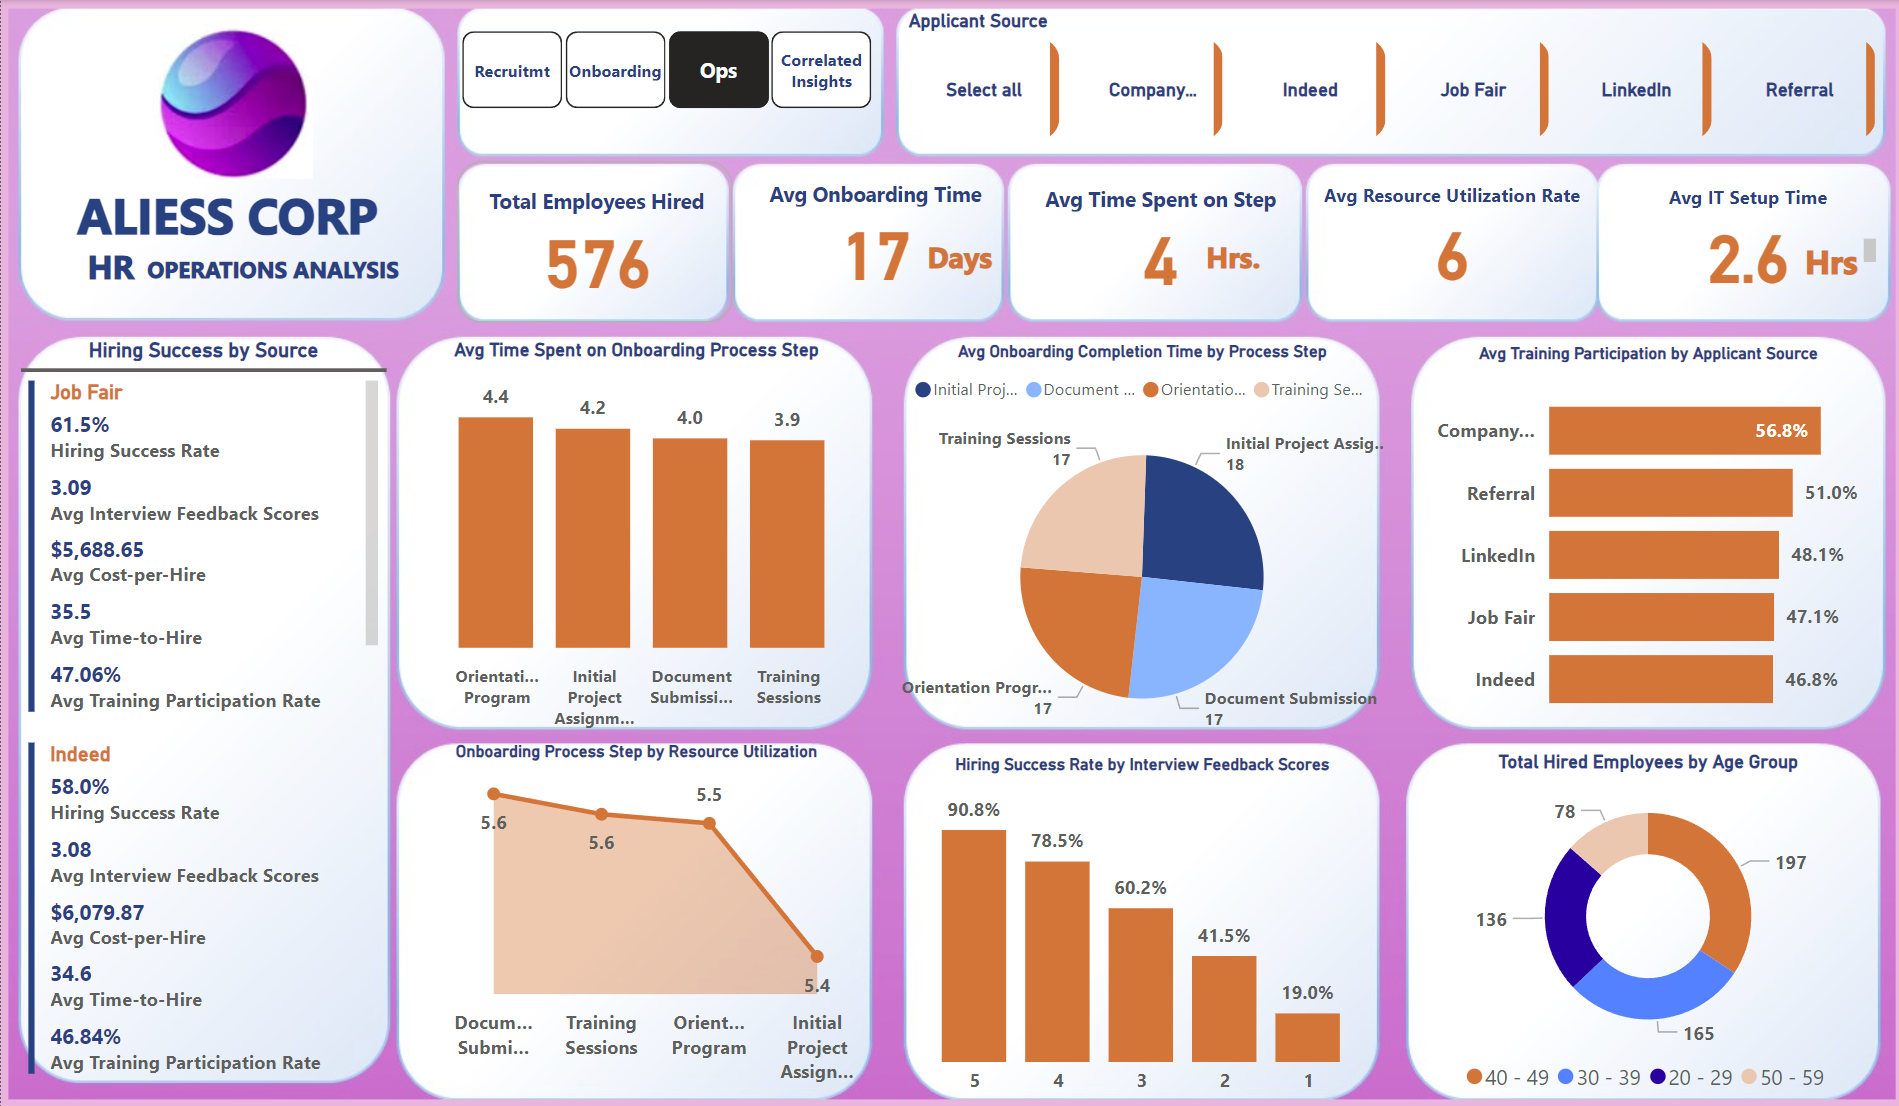 ALIESS CORP
HR OPERATIONS ANALYSIS
Recruitmt
Onboarding
Ops
Correlated
Insights
Applicant Source
Select all
Company...
Indeed
Job Fair
LinkedIn
Referral
Total Employees Hired
576
Avg Onboarding Time
17 Days
Avg Time Spent on Step
4 Hrs.
Avg Resource Utilization Rate
6
Avg IT Setup Time
2.6 Hrs
Hiring Success by Source
Job Fair
61.5%
Hiring Success Rate
3.09
Avg Interview Feedback Scores
$5,688.65
Avg Cost-per-Hire
35.5
Avg Time-to-Hire
47.06%
Avg Training Participation Rate
Indeed
58.0%
Hiring Success Rate
3.08
Avg Interview Feedback Scores
$6,079.87
Avg Cost-per-Hire
34.6
Avg Time-to-Hire
46.84%
Avg Training Participation Rate
Avg Time Spent on Onboarding Process Step
4.4
4.2
4.0
3.9
Orientati...
Program
Initial
Project
Assignm...
Document
Submissi...
Training
Sessions
Avg Onboarding Completion Time by Process Step
Initial Proj... Document ... Orientatio... Training Se...
Training Sessions
17
Initial Project Assig..
18
Orientation Progr...
17
Document Submission
17
Avg Training Participation by Applicant Source
Company... 56.8%
Referral 51.0%
LinkedIn 48.1%
Job Fair 47.1%
Indeed 46.8%
Onboarding Process Step by Resource Utilization
5.6
5.6
5.5
5.4
Docum...
Submi...
Training
Sessions
Orient...
Program
Initial
Project
Assign...
Hiring Success Rate by Interview Feedback Scores
90.8%
78.5%
60.2%
41.5%
19.0%
5 4 3 2 1
Total Hired Employees by Age Group
78
197
136
165
40 - 49 30 - 39 20 - 29 50 - 59